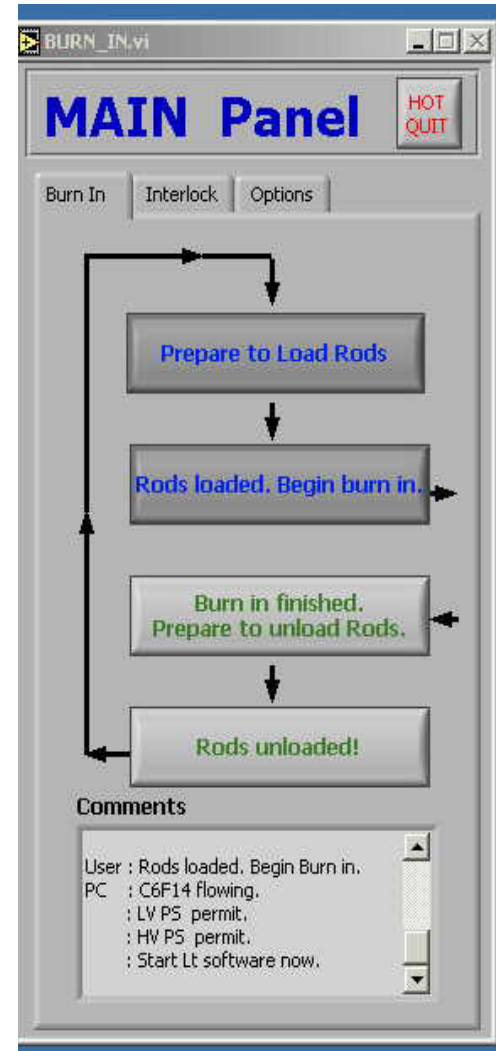 BURN_IN.vi
MAIN Panel
HOT
QUIT
Burn In
Interlock
Options
Prepare to Load Rods
Rods loaded. Begin burn in.
Burn in finished.
Prepare to unload Rods.
Rods unloaded!
Comments
User : Rods loaded. Begin Burn in.
PC : C6F14 flowing.
: LV PS permit.
: HV PS permit.
: Start Lt software now.